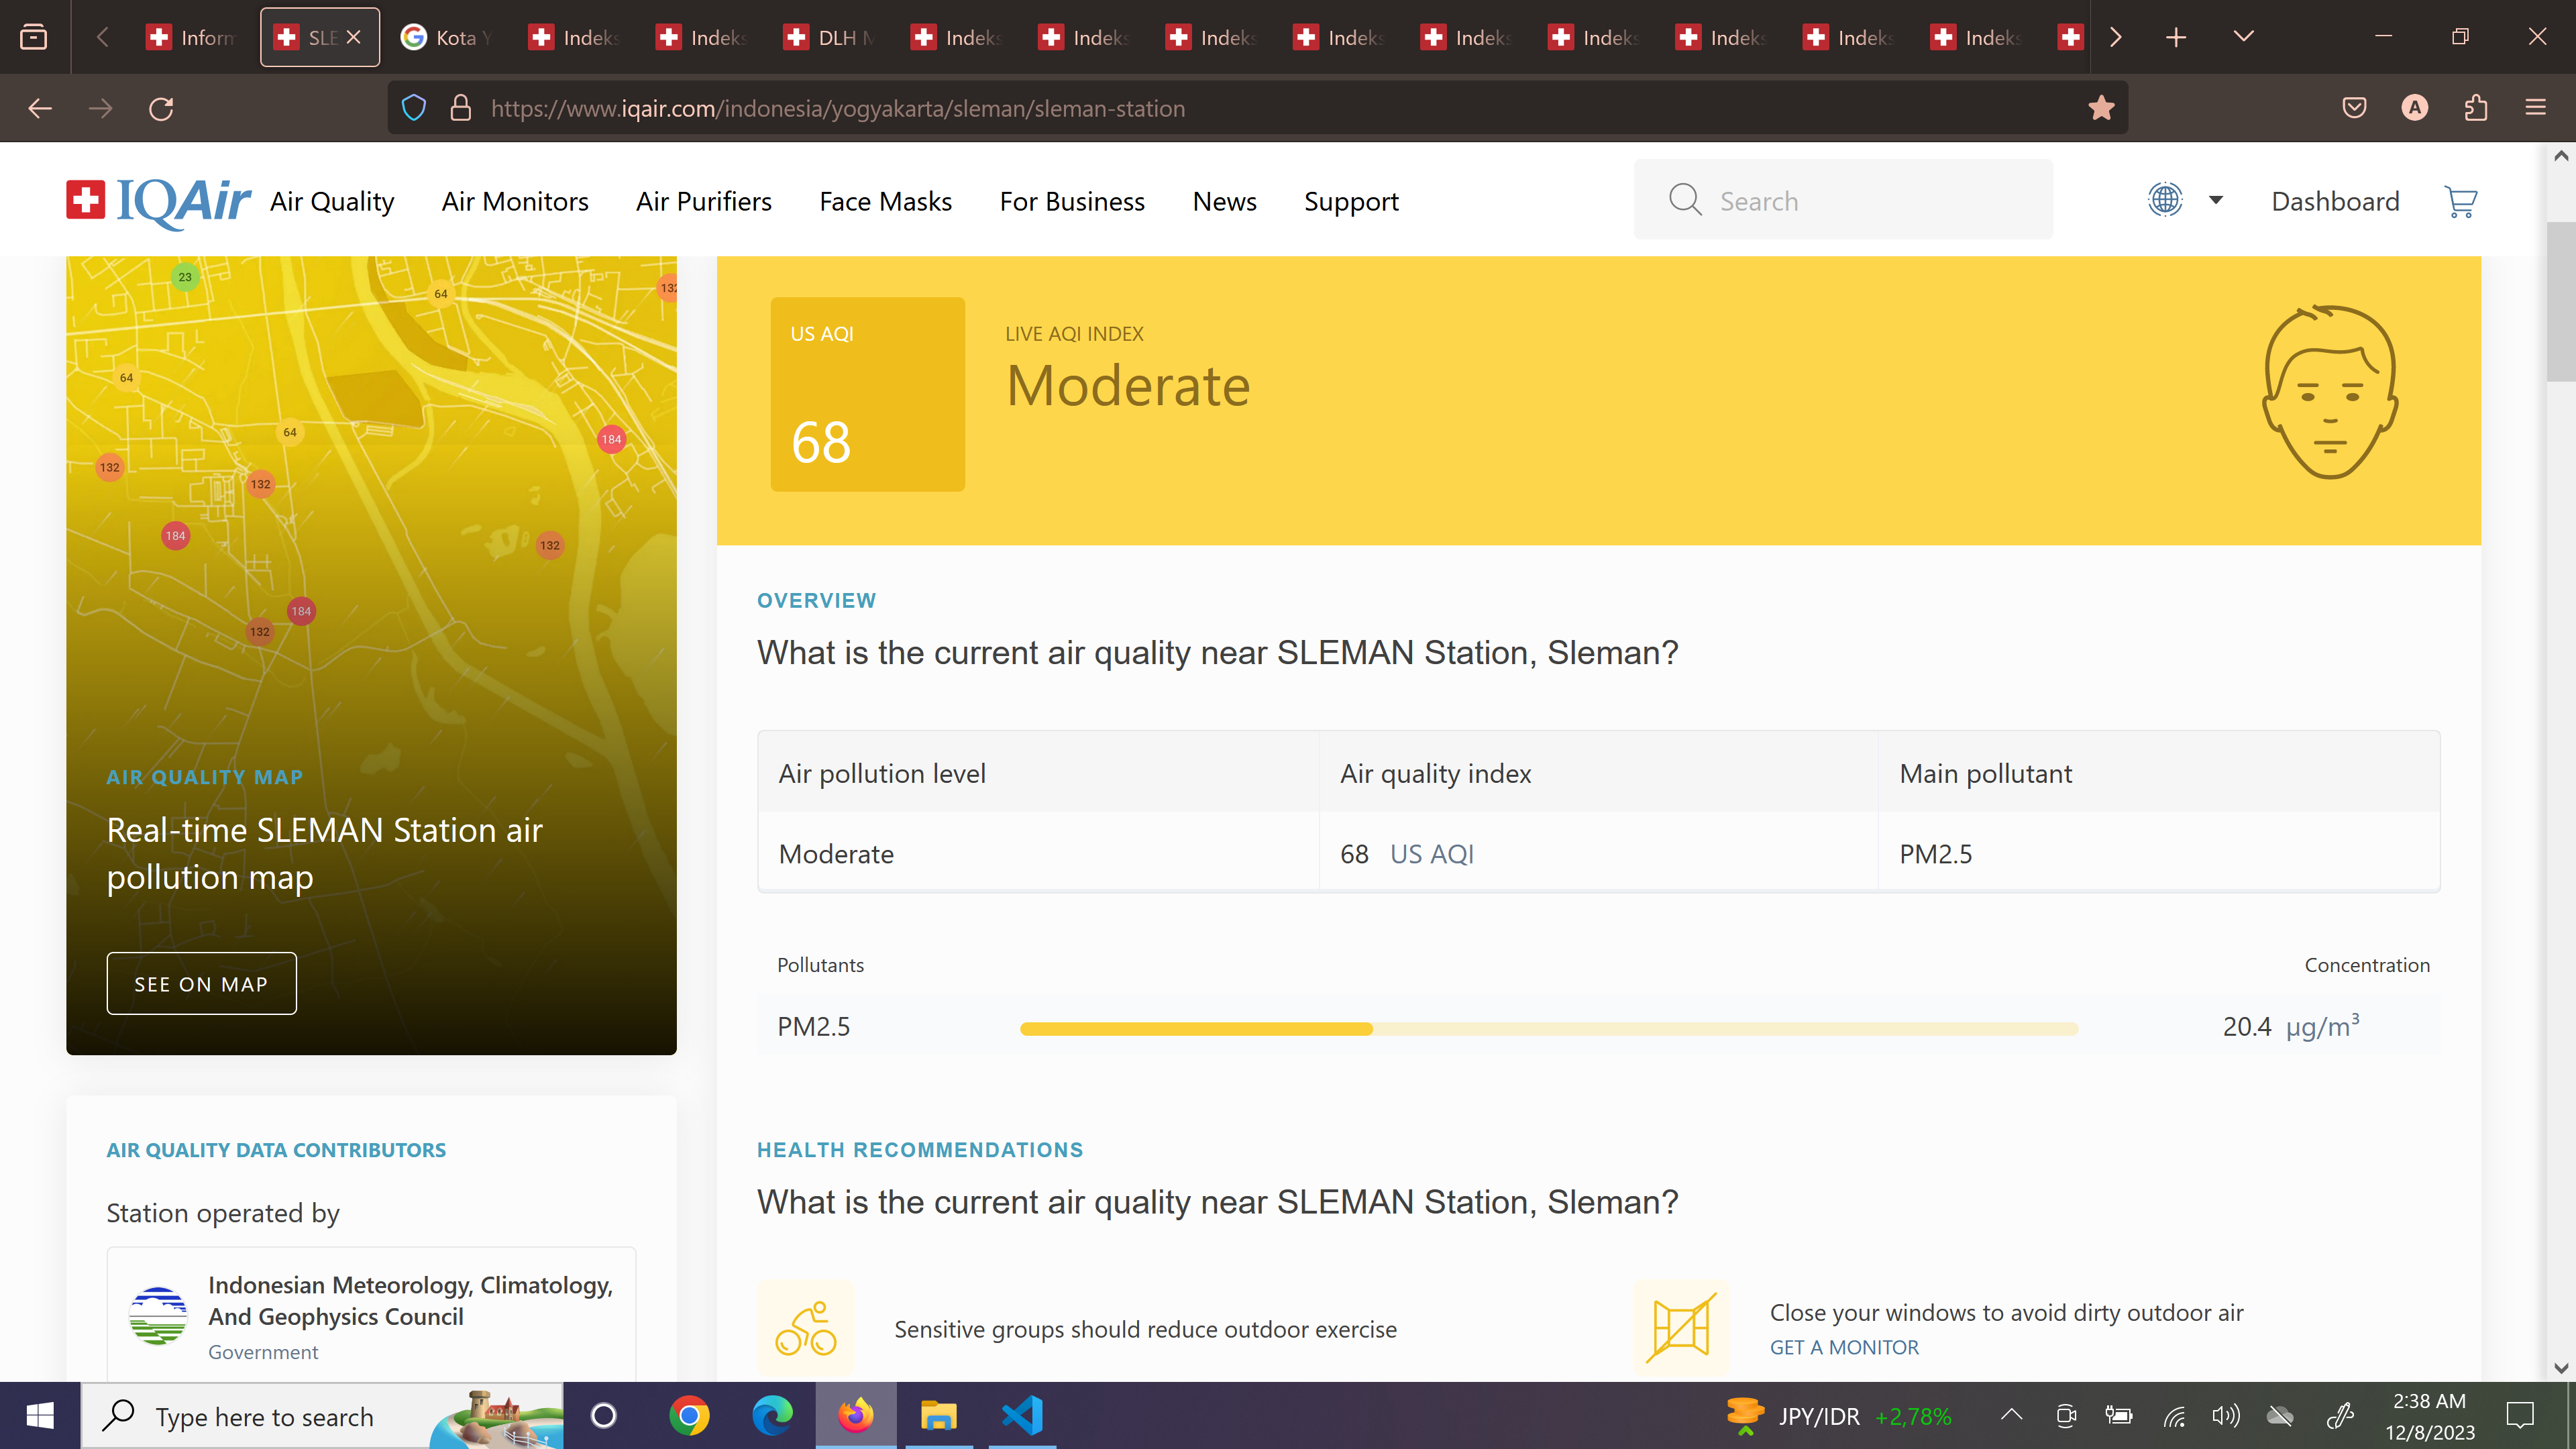 Inform
SLE
Kota Y
Indeks
Indeks
DLH M
Indeks
Indeks
Indeks
Indeks
Indeks
Indeks
Indeks
Indeks
Indeks
https://www.iqair.com/indonesia/yogyakarta/sleman/sleman-station
A
IQAir
Air Quality
Air Monitors
Air Purifiers
Face Masks
For Business
News
Support
Search
Dashboard
23
64
132
64
64
184
132
132
184
132
184
132
AIR QUALITY MAP
Real-time SLEMAN Station air
pollution map
SEE ON MAP
AIR QUALITY DATA CONTRIBUTORS
Station operated by
Indonesian Meteorology, Climatology,
And Geophysics Council
Government
US AQI
68
LIVE AQI INDEX
Moderate
OVERVIEW
What is the current air quality near SLEMAN Station, Sleman?
Air pollution level
Air quality index
Main pollutant
Moderate
68 US AQI
PM2.5
Pollutants
Concentration
PM2.5
20.4 µg/m³
HEALTH RECOMMENDATIONS
What is the current air quality near SLEMAN Station, Sleman?
Sensitive groups should reduce outdoor exercise
Close your windows to avoid dirty outdoor air
GET A MONITOR
Type here to search
JPY/IDR +2,78%
2:38 AM
12/8/2023